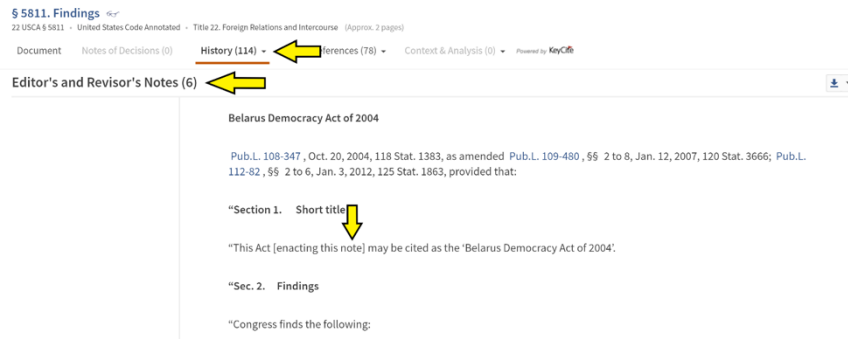 § 5811. Findings
22 USCA § 5811 • United States Code Annotated • Title 22. Foreign Relations and Intercourse (Approx. 2 pages)
Document Notes of Decisions (0) History (114) ferences (78) Context & Analysis (0) Powered by KeyCite
Editor's and Revisor's Notes (6)
Belarus Democracy Act of 2004
Pub.L. 108-347 , Oct. 20, 2004, 118 Stat. 1383, as amended Pub.L. 109-480 , §§ 2 to 8, Jan. 12, 2007, 120 Stat. 3666; Pub.L.
112-82 , §§ 2 to 6, Jan. 3, 2012, 125 Stat. 1863, provided that:
“Section 1. Short title
“This Act [enacting this note] may be cited as the ‘Belarus Democracy Act of 2004’.
“Sec. 2. Findings
“Congress finds the following: